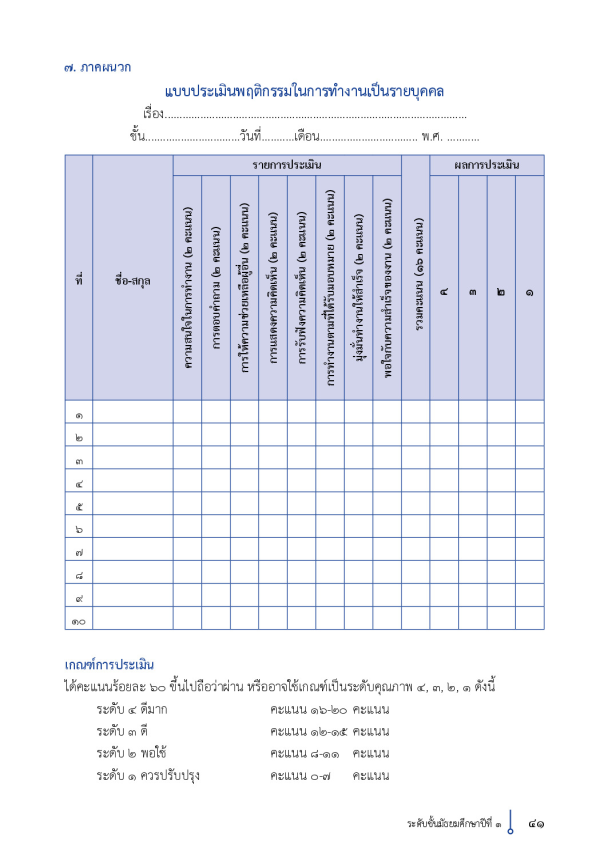 ๗. ภาคผนวก
แบบประเมินพฤติกรรมในการทำงานเป็นรายบุคคล
เรื่อง.......................................................................................................
ชั้น................................วันที่...........เดือน................................. พ.ศ. ...........
ที่
ชื่อ-สกุล
รายการประเมิน
ความสนใจในการทำงาน (๒ คะแนน)
การตอบคำถาม (๒ คะแนน)
การให้ความช่วยเหลือผู้อื่น (๒ คะแนน)
การแสดงความคิดเห็น (๒ คะแนน)
การรับฟังความคิดเห็น (๒ คะแนน)
การทำงานตามที่ได้รับมอบหมาย (๒ คะแนน)
มุ่งมั่นทำงานให้สำเร็จ (๒ คะแนน)
พอใจกับความสำเร็จของงาน (๒ คะแนน)
รวมคะแนน (๑๖ คะแนน)
ผลการประเมิน
๔
๓
๒
๑
๑
๒
๓
๔
๕
๖
๗
๘
๙
๑๐
เกณฑ์การประเมิน
ได้คะแนนร้อยละ ๖๐ ขึ้นไปถือว่าผ่าน หรืออาจใช้เกณฑ์เป็นระดับคุณภาพ ๔, ๓, ๒, ๑ ดังนี้
ระดับ ๔ ดีมาก คะแนน ๑๖-๒๐ คะแนน
ระดับ ๓ ดี คะแนน ๑๒-๑๕ คะแนน
ระดับ ๒ พอใช้ คะแนน ๘-๑๑ คะแนน
ระดับ ๑ ควรปรับปรุง คะแนน ๐-๗ คะแนน
ระดับชั้นมัธยมศึกษาปีที่ ๑ ๔๑